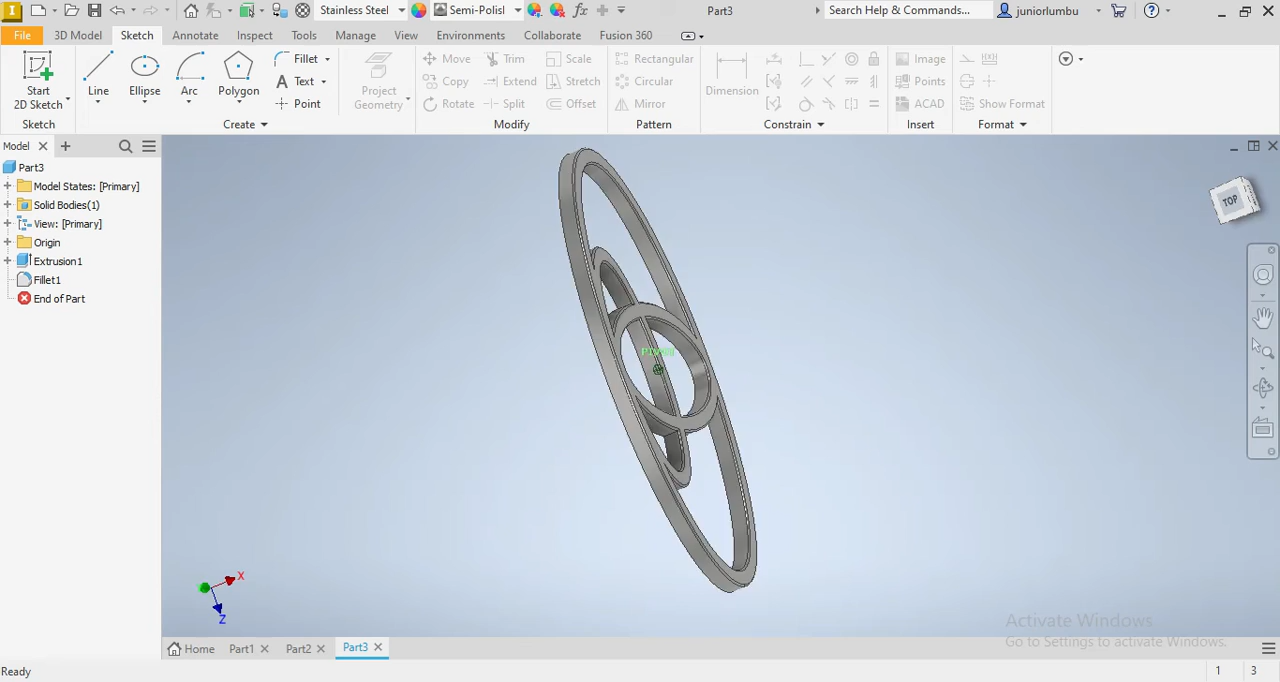 Stainless Steel
Semi-Polisl
fx
Part3
Search Help & Commands...
juniorlumbu
File
3D Model
Sketch
Annotate
Inspect
Tools
Manage
View
Environments
Collaborate
Fusion 360
Start
2D Sketch
Line
Ellipse
Arc
Polygon
Fillet
Text
Point
Project
Geometry
Move
Copy
Rotate
Trim
Extend
Split
Scale
Stretch
Offset
Rectangular
Circular
Mirror
Dimension
Image
Points
ACAD
Show Format
Sketch
Create
Modify
Pattern
Constrain
Insert
Format
Model
Part3
Model States: [Primary]
Solid Bodies(1)
View: [Primary]
Origin
Extrusion1
Fillet1
End of Part
TOP
X
Z
Activate Windows
Go to Settings to activate Windows.
Home
Part1
Part2
Part3
Ready
1
3